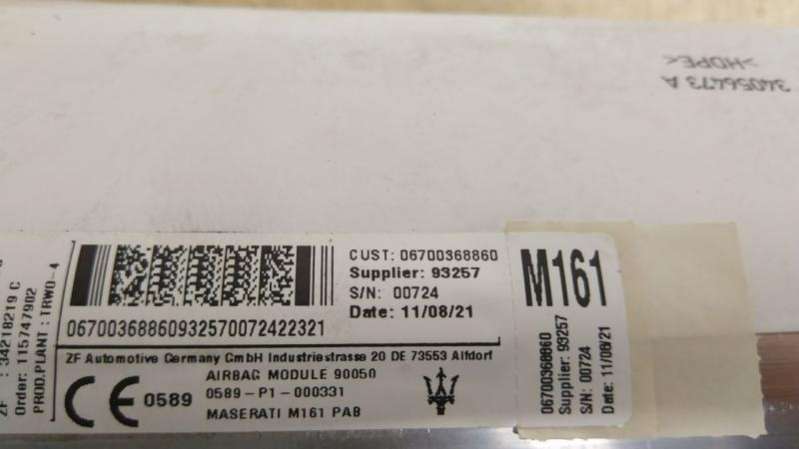 34056473 A
>HDPE<
CUST: 06700368860
Supplier: 93257
S/N: 00724
Date: 11/08/21
06700368860932570072422321
ZF Automotive Germany GmbH Industriestrasse 20 DE 73553 Alfdorf
AIRBAG MODULE 90050
0589-P1-000331
MASERATI M161 PAB
CE 0589
ZF : 34218219 C
Order: 115747902
PROD.PLANT : TRWD-4
M161
06700368860
Supplier: 93257
S/N: 00724
Date: 11/08/21